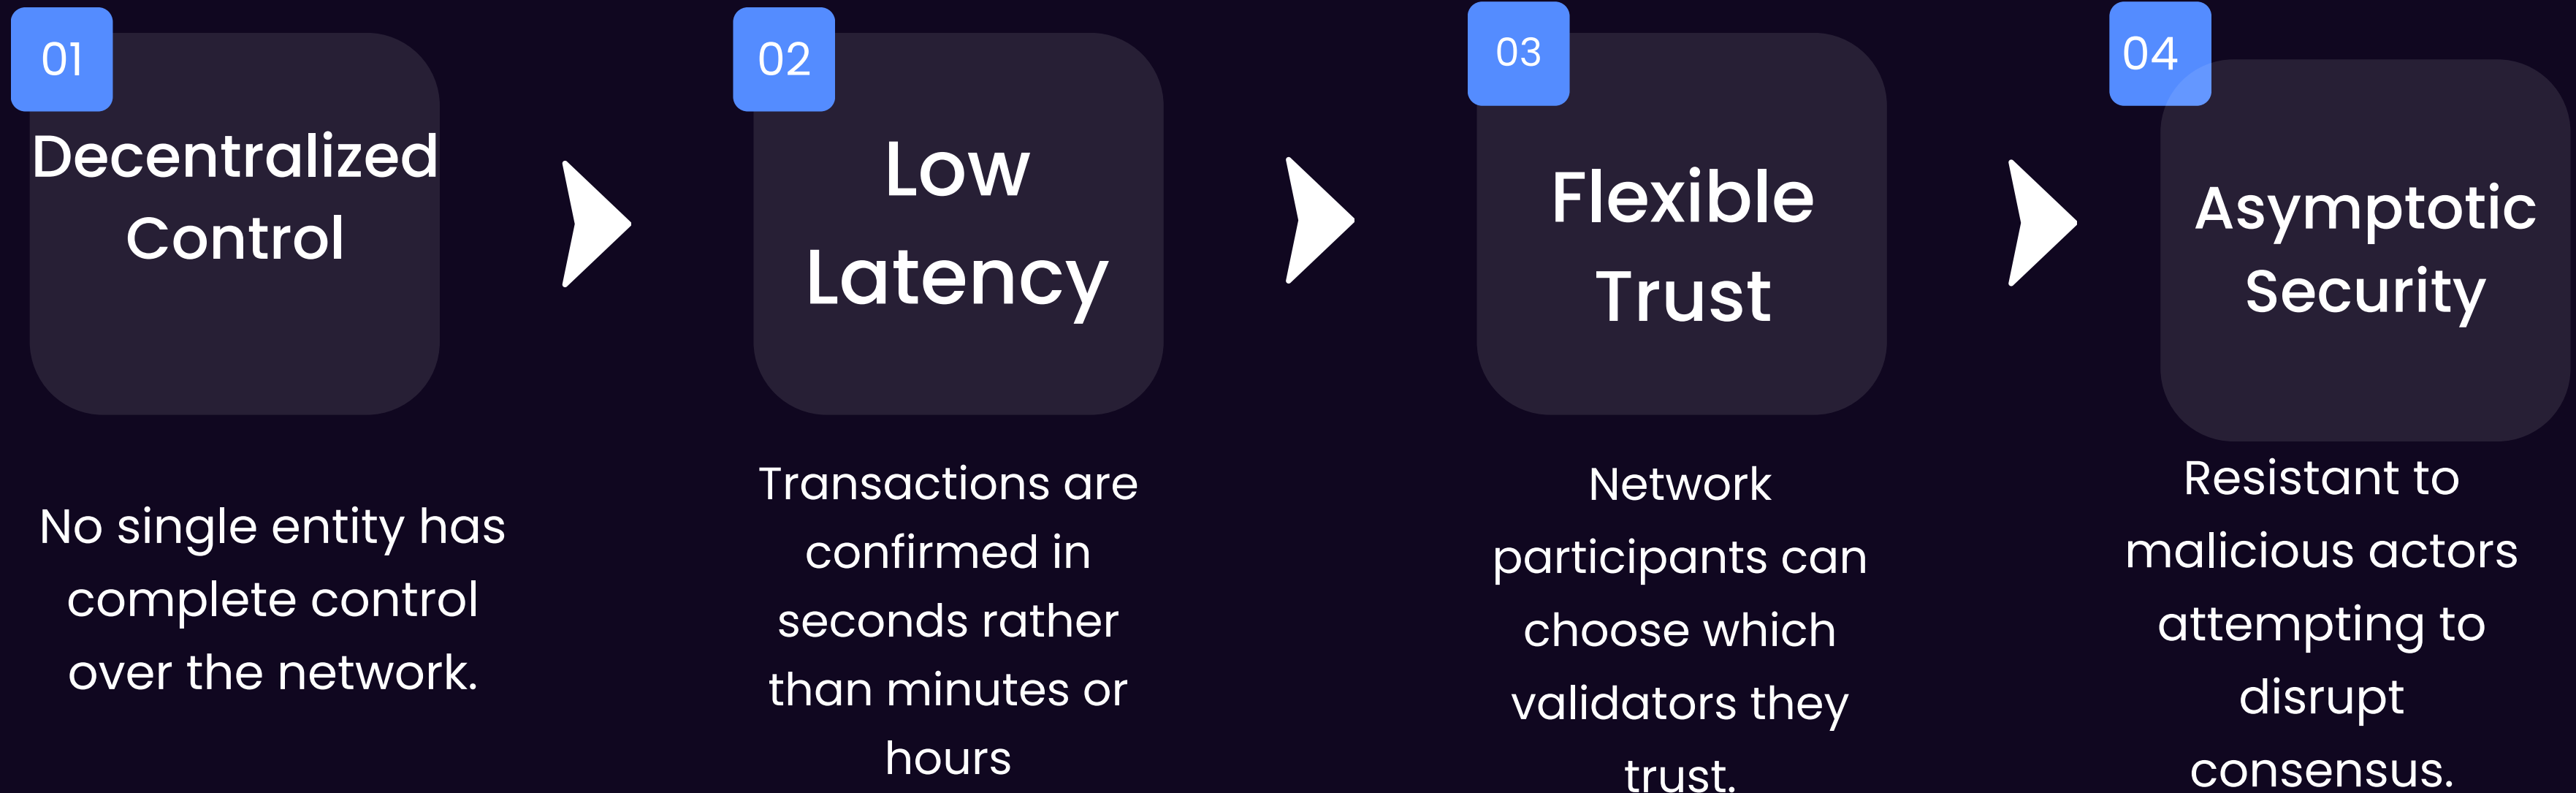 01
Decentralized
Control
No single entity has
complete control
over the network.
02
Low
Latency
Transactions are
confirmed in
seconds rather
than minutes or
hours
03
Flexible
Trust
Network
participants can
choose which
validators they
trust.
04
Asymptotic
Security
Resistant to
malicious actors
attempting to
disrupt
consensus.